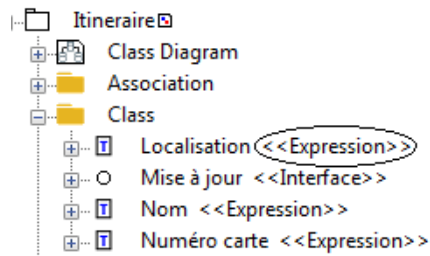 Itineraire
Class Diagram
Association
Class
Localisation <<Expression>>
Mise à jour <<Interface>>
Nom <<Expression>>
Numéro carte <<Expression>>